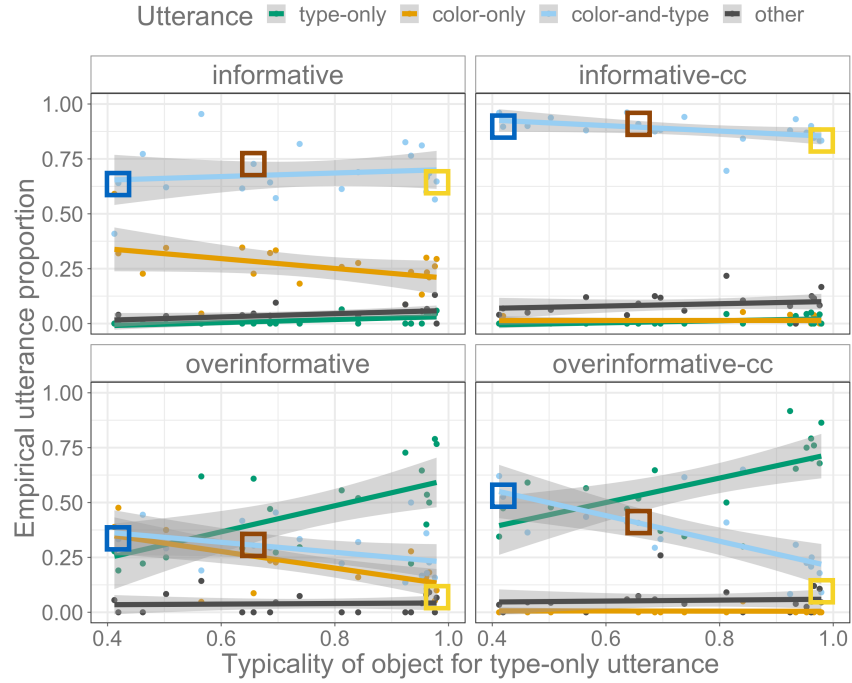 Utterance type-only color-only color-and-type other
informative informative-cc
1.00
0.75
0.50
0.25
0.00
overinformative overinformative-cc
1.00
0.75
0.50
0.25
0.00
0.4 0.6 0.8 1.0 0.4 0.6 0.8 1.0
Typicality of object for type-only utterance
Empirical utterance proportion